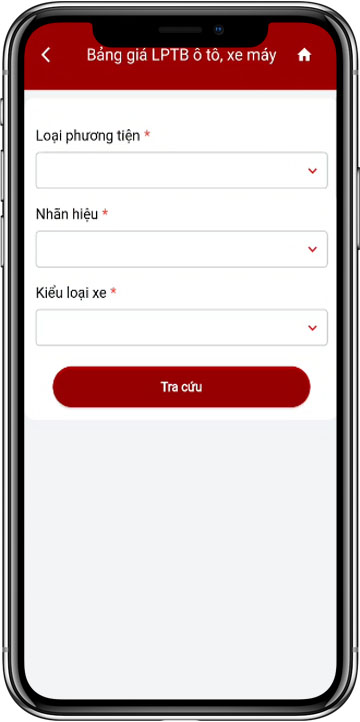 Bảng giá LPTB ô tô, xe máy
Loại phương tiện *
Nhãn hiệu *
Kiểu loại xe *
Tra cứu